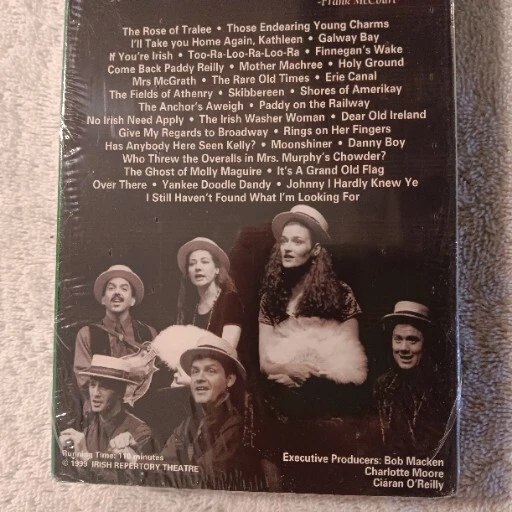 -Frank McCourt
The Rose of Tralee • Those Endearing Young Charms
I'll Take you Home Again, Kathleen • Galway Bay
If You're Irish • Too-Ra-Loo-Ra-Loo-Ra • Finnegan's Wake
Come Back Paddy Reilly • Mother Machree • Holy Ground
Mrs McGrath • The Rare Old Times • Erie Canal
The Fields of Athenry • Skibbereen • Shores of Amerikay
The Anchor's Aweigh • Paddy on the Railway
No Irish Need Apply • The Irish Washer Woman • Dear Old Ireland
Give My Regards to Broadway • Rings on Her Fingers
Has Anybody Here Seen Kelly? • Moonshiner • Danny Boy
Who Threw the Overalls in Mrs. Murphy's Chowder?
The Ghost of Molly Maguire • It's A Grand Old Flag
Over There • Yankee Doodle Dandy • Johnny I Hardly Knew Ye
I Still Haven't Found What I'm Looking For
Running Time: 110 minutes
© 1999 IRISH REPERTORY THEATRE
Executive Producers: Bob Macken
Charlotte Moore
Ciáran O'Reilly